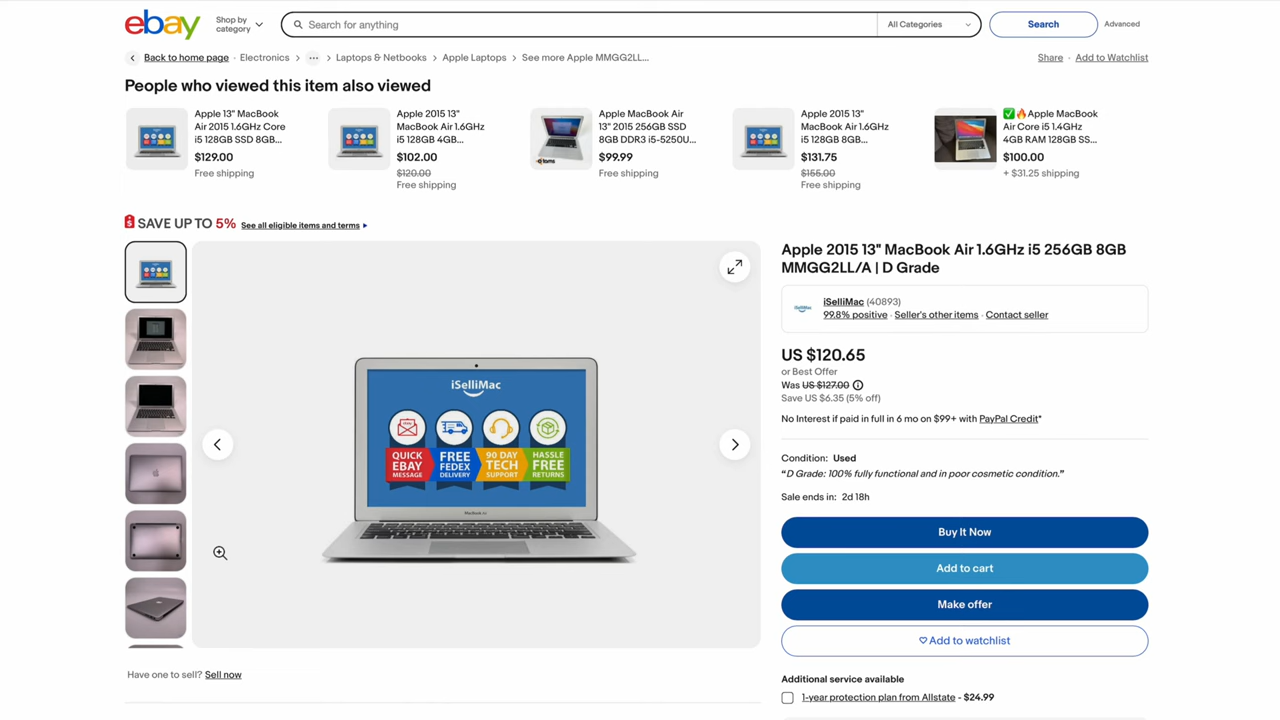 ebay
Shop by
category
Search for anything
All Categories
Search
Advanced
Back to home page
Electronics
Laptops & Netbooks
Apple Laptops
See more Apple MMGG2LL...
Share
Add to Watchlist
People who viewed this item also viewed
Apple 13" MacBook
Air 2015 1.6GHz Core
i5 128GB SSD 8GB...
$129.00
Free shipping
Apple 2015 13"
MacBook Air 1.6GHz
i5 128GB 4GB...
$102.00
$120.00
Free shipping
Apple MacBook Air
13" 2015 256GB SSD
8GB DDR3 i5-5250U...
$99.99
Free shipping
Apple 2015 13"
MacBook Air 1.6GHz
i5 128GB 8GB...
$131.75
$155.00
Free shipping
✅🔥Apple MacBook
Air Core i5 1.4GHz
4GB RAM 128GB SS...
$100.00
+ $31.25 shipping
SAVE UP TO 5% See all eligible items and terms
iSelliMac
QUICK
EBAY
MESSAGE
FREE
FEDEX
DELIVERY
90 DAY
TECH
SUPPORT
HASSLE
FREE
RETURNS
MacBook Air
Apple 2015 13" MacBook Air 1.6GHz i5 256GB 8GB
MMGG2LL/A | D Grade
iSelliMac (40893)
99.8% positive · Seller's other items · Contact seller
US $120.65
or Best Offer
Was US $127.00
Save US $6.35 (5% off)
No Interest if paid in full in 6 mo on $99+ with PayPal Credit*
Condition: Used
“D Grade: 100% fully functional and in poor cosmetic condition.”
Sale ends in: 2d 18h
Buy It Now
Add to cart
Make offer
Add to watchlist
Additional service available
1-year protection plan from Allstate - $24.99
Have one to sell? Sell now